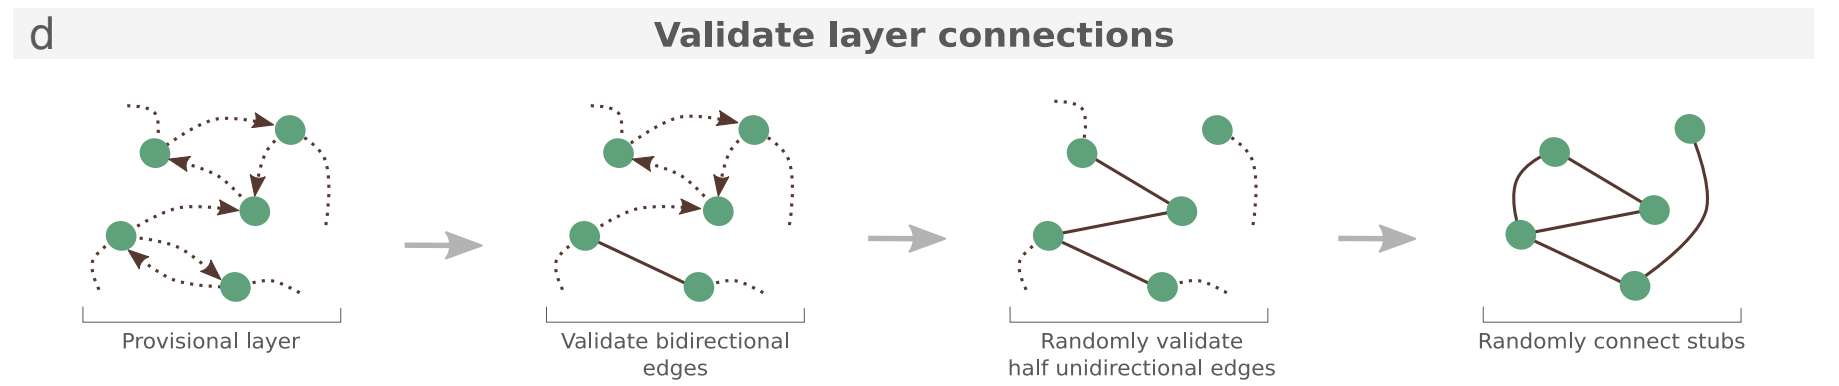 d
Validate layer connections
Provisional layer
Validate bidirectional
edges
Randomly validate
half unidirectional edges
Randomly connect stubs